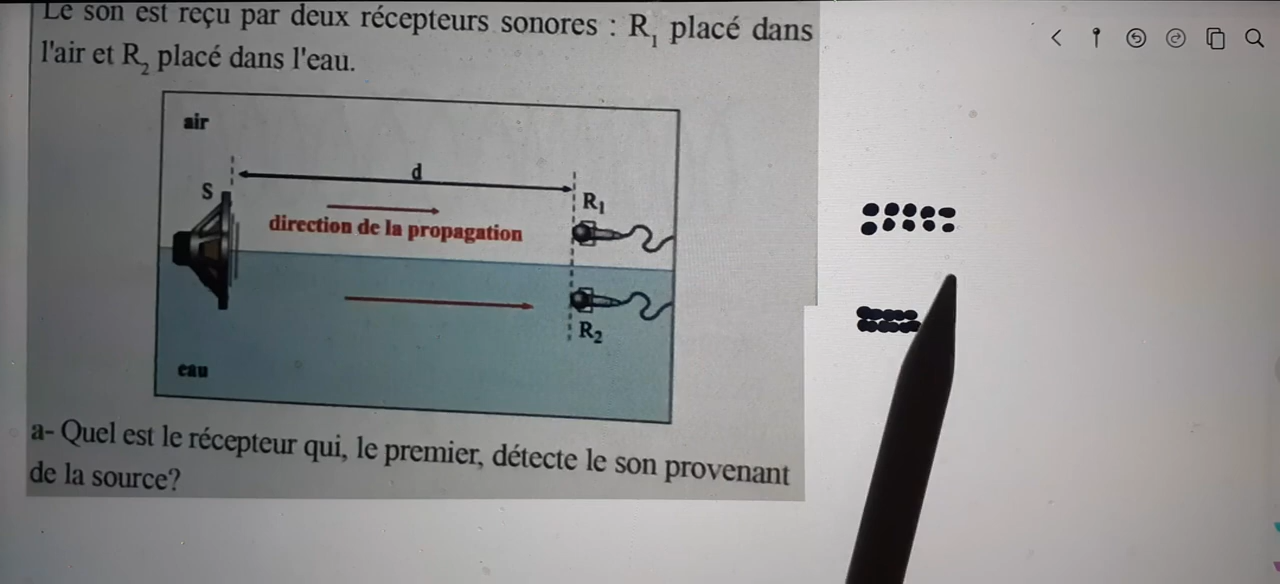 Le son est reçu par deux récepteurs sonores : R₁ placé dans
l'air et R₂ placé dans l'eau.
air
d
S
R₁
direction de la propagation
R₂
eau
a- Quel est le récepteur qui, le premier, détecte le son provenant
de la source?